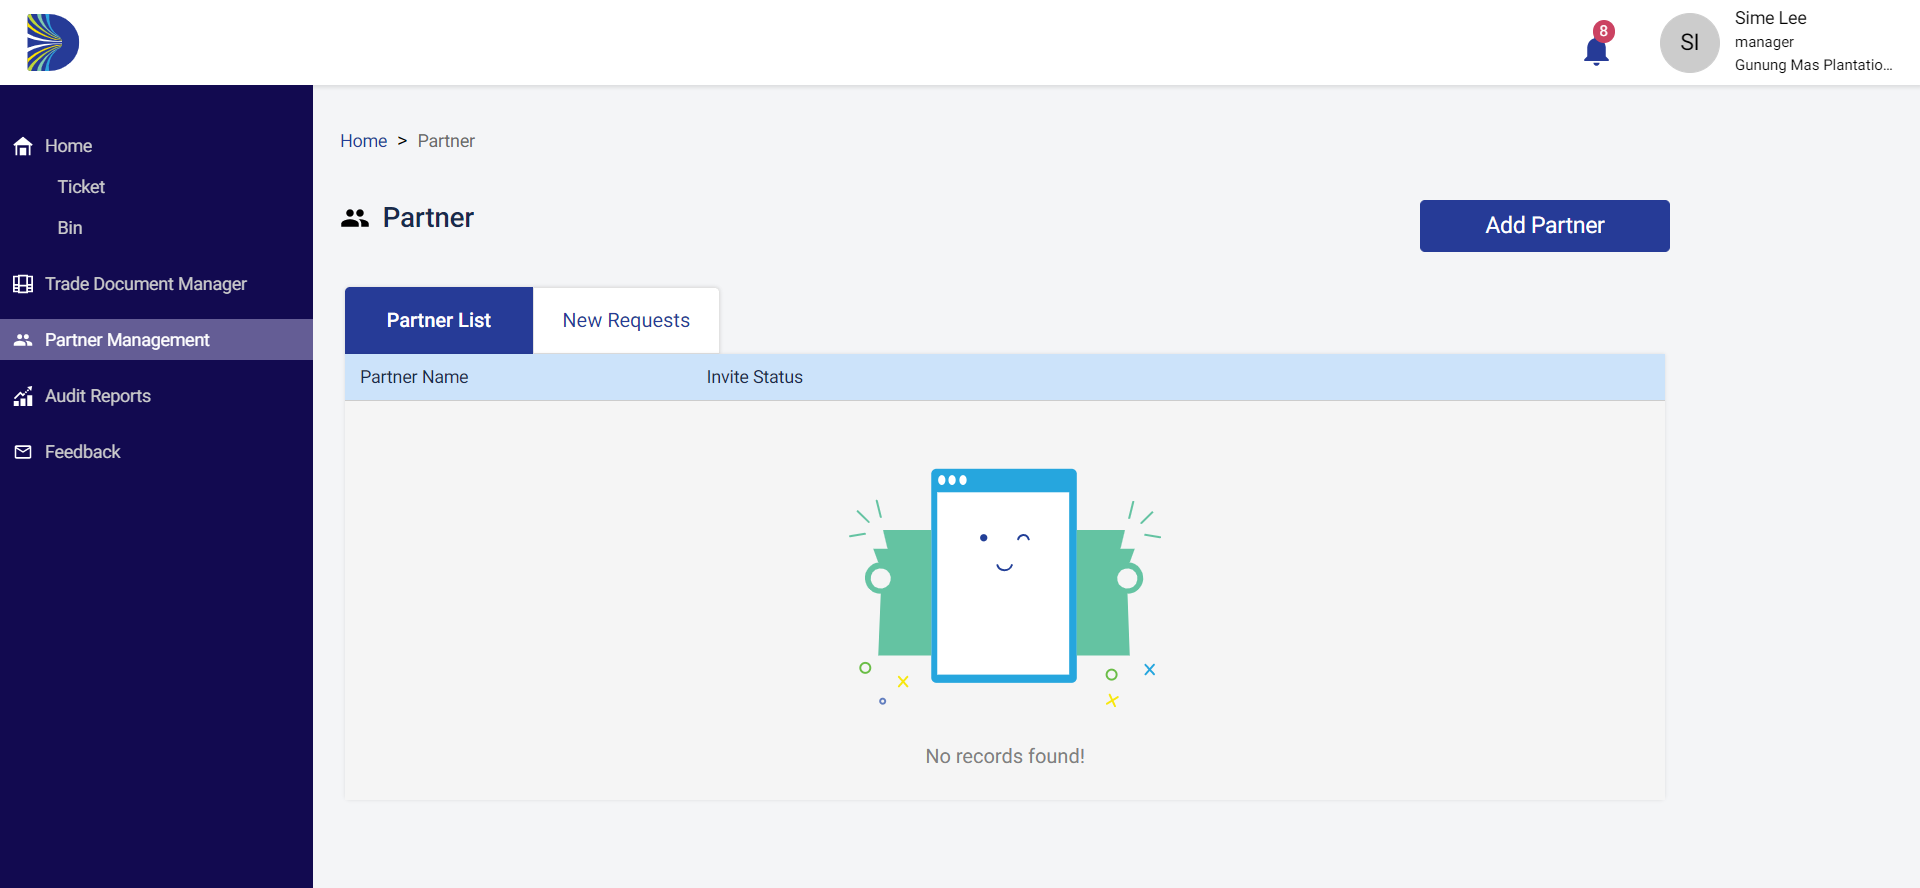 8
SI
Sime Lee
manager
Gunung Mas Plantatio...
Home
Ticket
Bin
Trade Document Manager
Partner Management
Audit Reports
Feedback
Home > Partner
Partner
Add Partner
Partner List
New Requests
Partner Name
Invite Status
No records found!